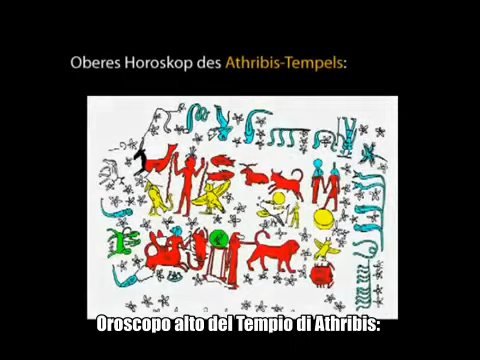 Oberes Horoskop des Athribis-Tempels:
Oroscopo alto del Tempio di Athribis: